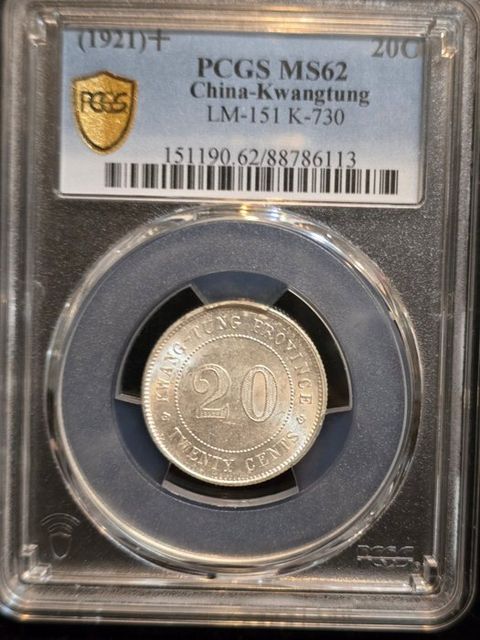 (1921)十 20C
PCGS MS62
China-Kwangtung
LM-151 K-730
PCGS
151190.62/88786113
KWANG-TUNG PROVINCE
20
TWENTY CENTS
PCGS